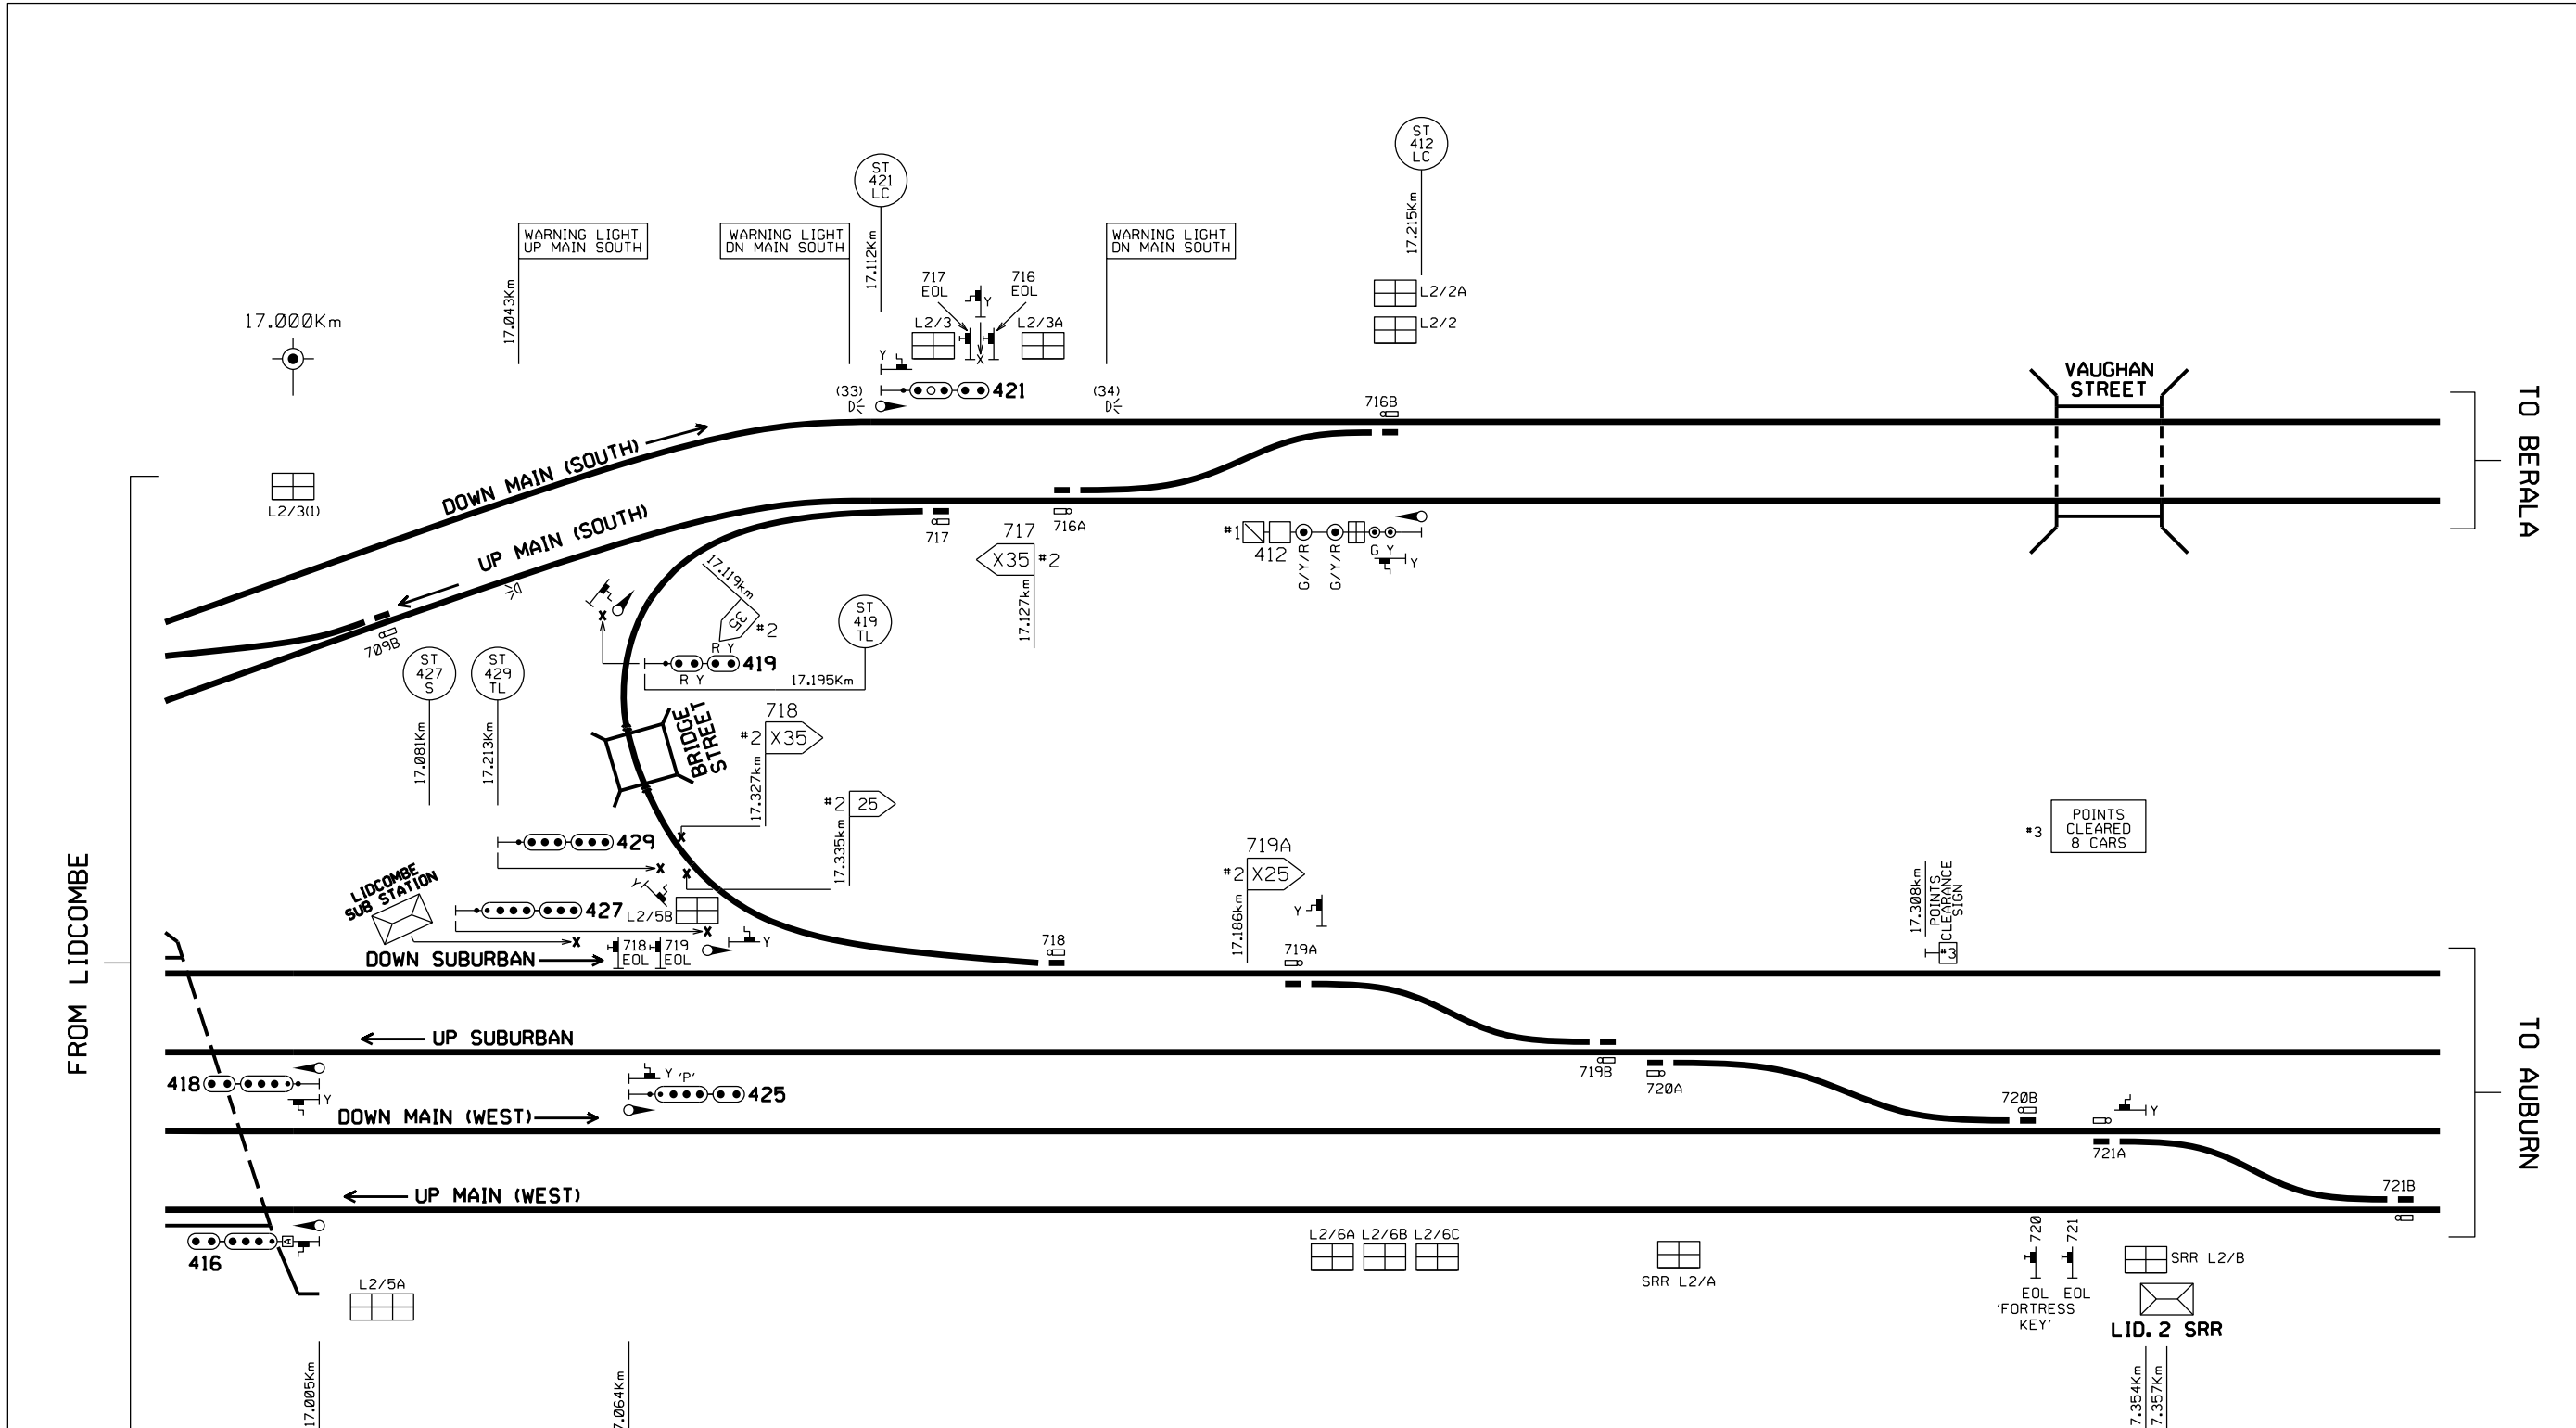 ST
421
LC
17.112Km
ST
412
LC
17.215Km
WARNING LIGHT
UP MAIN SOUTH
17.043Km
WARNING LIGHT
DN MAIN SOUTH
WARNING LIGHT
DN MAIN SOUTH
717
EOL
716
EOL
Y
L2/3
L2/3A
X
L2/2A
L2/2
17.000Km
Y
(33)
421
(34)
716B
VAUGHAN
STREET
TO BERALA
DOWN MAIN (SOUTH)
L2/3(1)
UP MAIN (SOUTH)
709B
717
716A
717
X35
#2
17.127km
#1
412
G/Y/R
G/Y/R
G Y
Y
17.119km
35
#2
X
R Y
419
R Y
17.195Km
ST
419
TL
ST
427
S
17.081Km
ST
429
TL
17.213Km
BRIDGE
STREET
718
#2
X35
17.327km
#2
25
17.335km
X
429
X
X
LIDCOMBE
SUB STATION
Y
427
L2/5B
X
X
718
EOL
719
EOL
Y
718
719A
#2
X25
17.186km
Y
719A
#3
POINTS
CLEARED
8 CARS
17.308km
POINTS
CLEARANCE
SIGN
#3
FROM LIDCOMBE
DOWN SUBURBAN
UP SUBURBAN
418
Y
Y 'P'
425
719B
720A
720B
Y
721A
TO AUBURN
DOWN MAIN (WEST)
UP MAIN (WEST)
721B
A
416
L2/5A
L2/6A
L2/6B
L2/6C
SRR L2/A
720
721
EOL
EOL
'FORTRESS
KEY'
SRR L2/B
LID.2 SRR
17.005Km
7.064Km
7.354Km
7.357Km